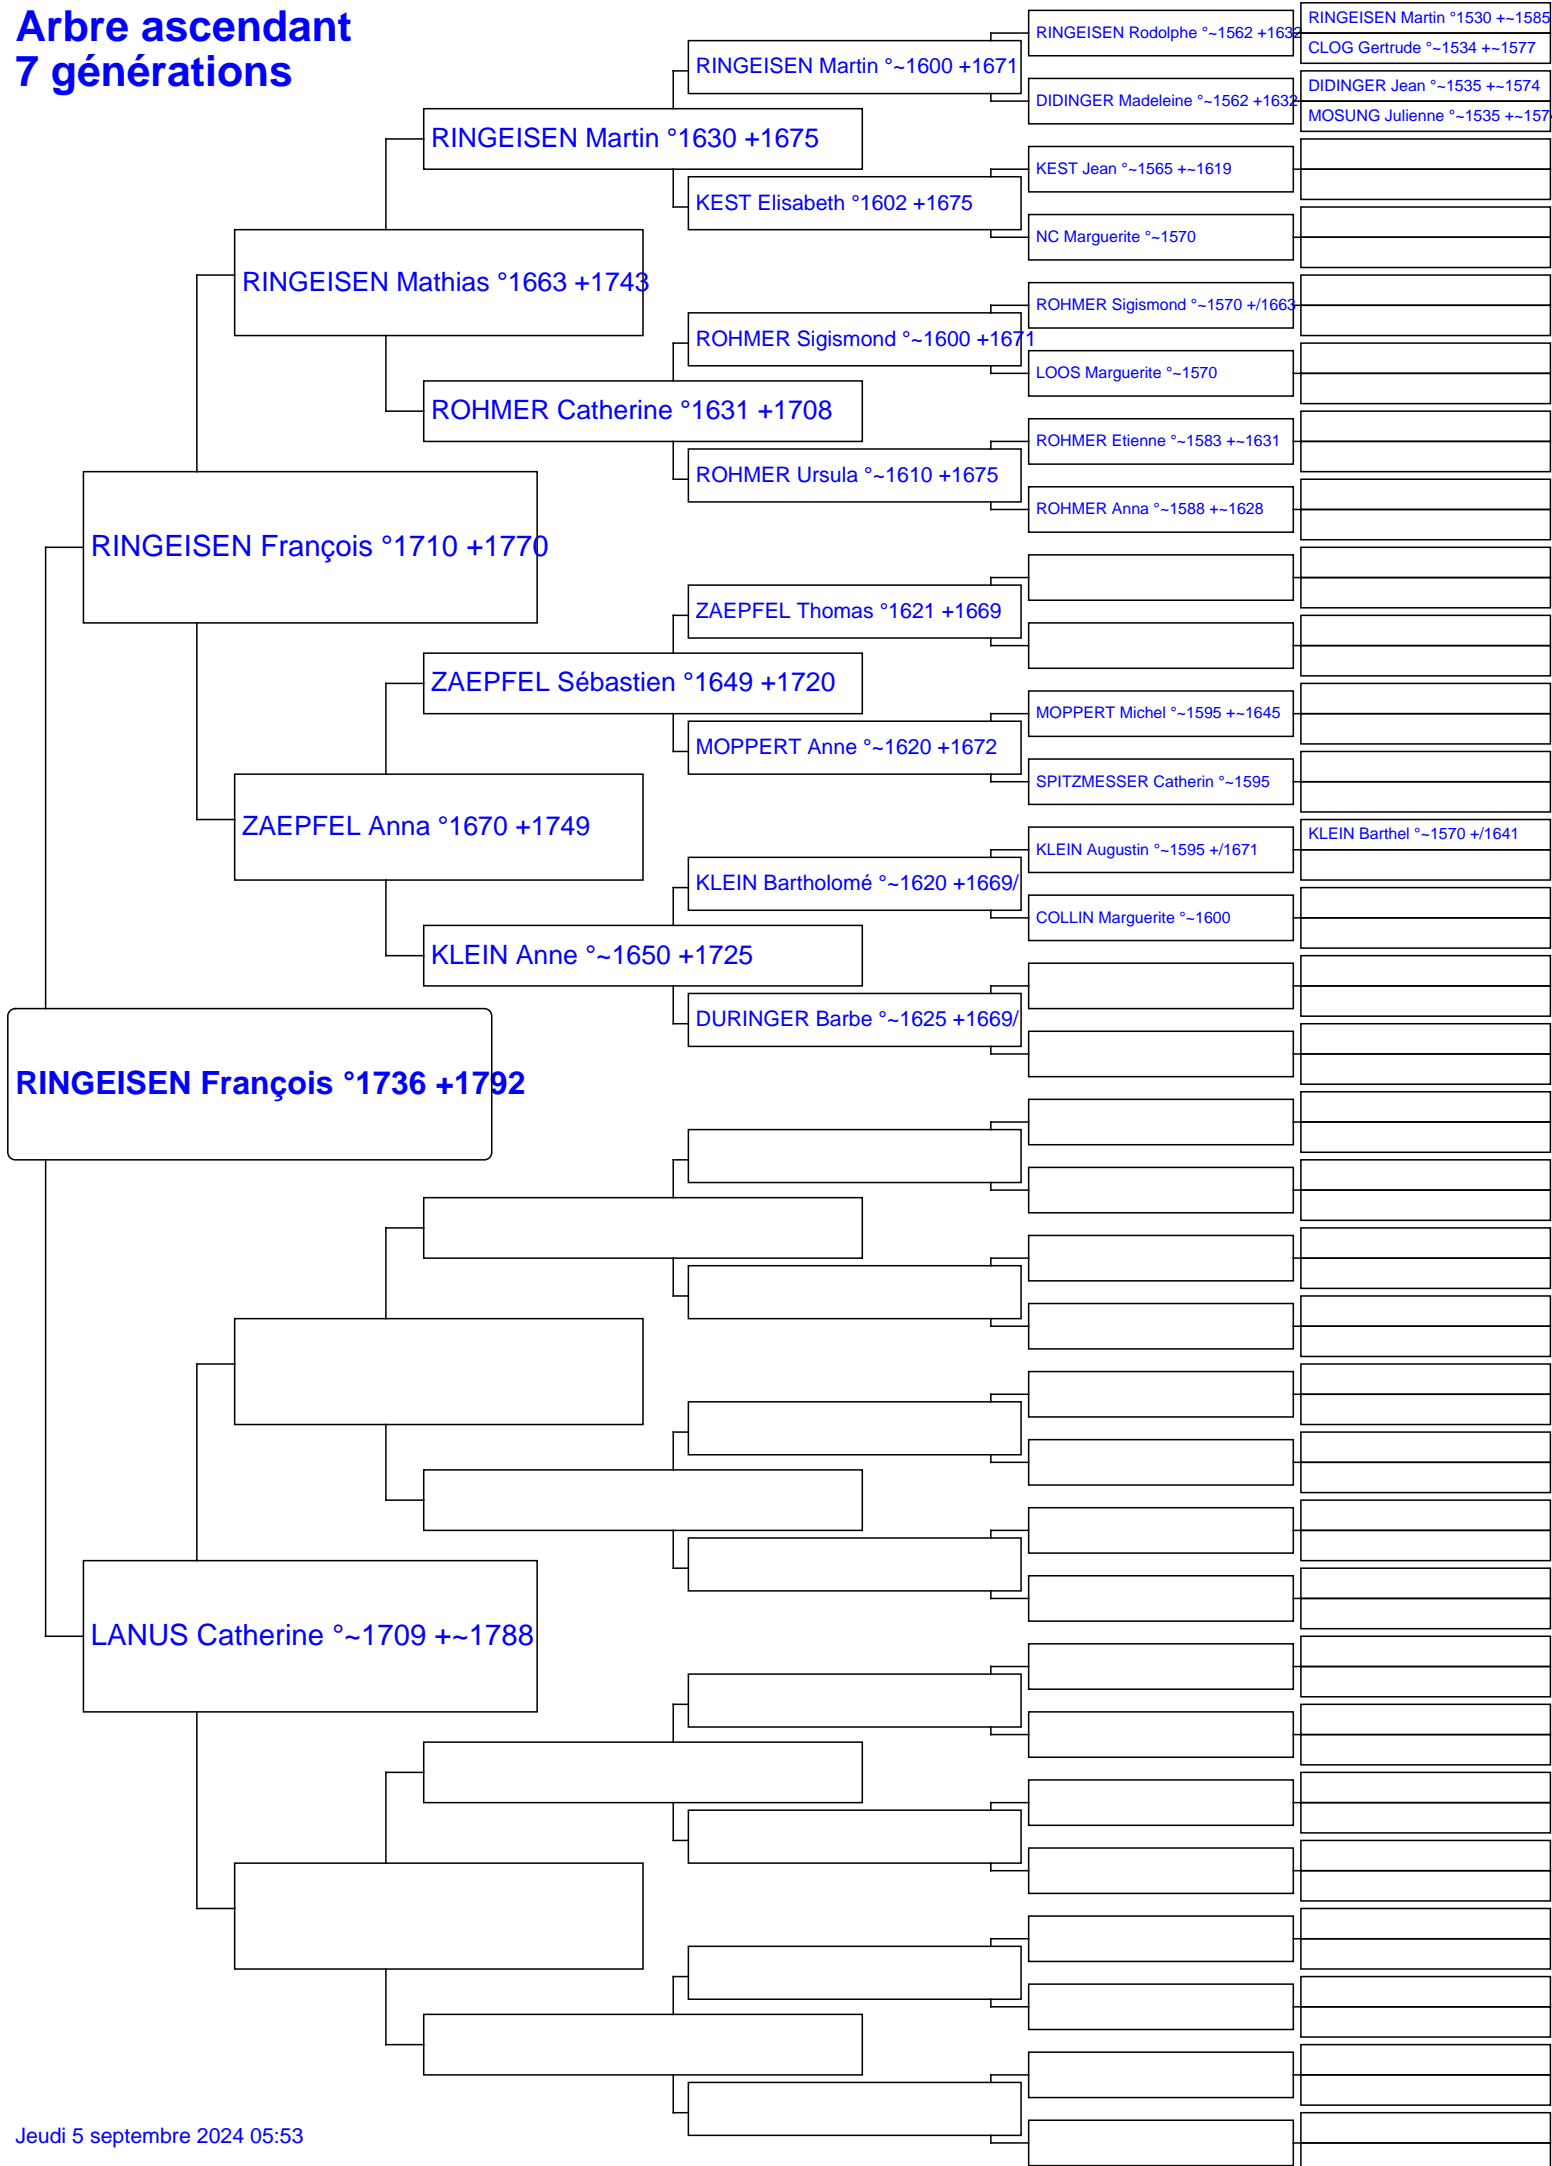 Arbre ascendant
7 générations
RINGEISEN Martin °1530 +~1585
RINGEISEN Rodolphe °~1562 +1632
CLOG Gertrude °~1534 +~1577
RINGEISEN Martin °~1600 +1671
DIDINGER Jean °~1535 +~1574
DIDINGER Madeleine °~1562 +1632
MOSUNG Julienne °~1535 +~157
RINGEISEN Martin °1630 +1675
KEST Jean °~1565 +~1619
KEST Elisabeth °1602 +1675
NC Marguerite °~1570
RINGEISEN Mathias °1663 +1743
ROHMER Sigismond °~1570 +/1663
ROHMER Sigismond °~1600 +1671
LOOS Marguerite °~1570
ROHMER Catherine °1631 +1708
ROHMER Etienne °~1583 +~1631
ROHMER Ursula °~1610 +1675
ROHMER Anna °~1588 +~1628
RINGEISEN François °1710 +1770
ZAEPFEL Thomas °1621 +1669
ZAEPFEL Sébastien °1649 +1720
MOPPERT Michel °~1595 +~1645
MOPPERT Anne °~1620 +1672
SPITZMESSER Catherin °~1595
ZAEPFEL Anna °1670 +1749
KLEIN Barthel °~1570 +/1641
KLEIN Augustin °~1595 +/1671
KLEIN Bartholomé °~1620 +1669/
COLLIN Marguerite °~1600
KLEIN Anne °~1650 +1725
DURINGER Barbe °~1625 +1669/
RINGEISEN François °1736 +1792
LANUS Catherine °~1709 +~1788
Jeudi 5 septembre 2024 05:53